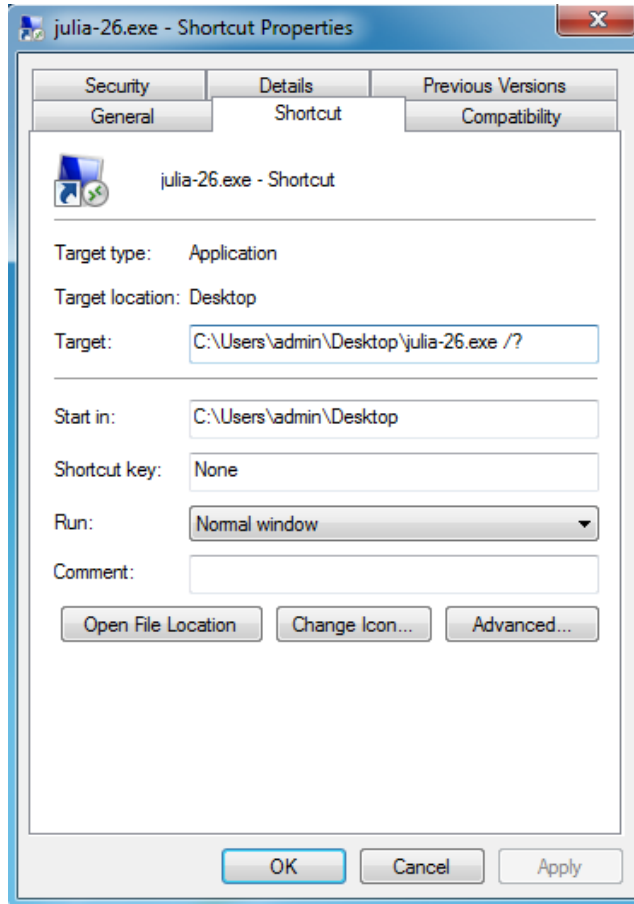 julia-26.exe - Shortcut Properties
Security Details Previous Versions
General Shortcut Compatibility
julia-26.exe - Shortcut
Target type: Application
Target location: Desktop
Target: C:\Users\admin\Desktop\julia-26.exe /?
Start in: C:\Users\admin\Desktop
Shortcut key: None
Run: Normal window
Comment:
Open File Location Change Icon... Advanced...
OK Cancel Apply